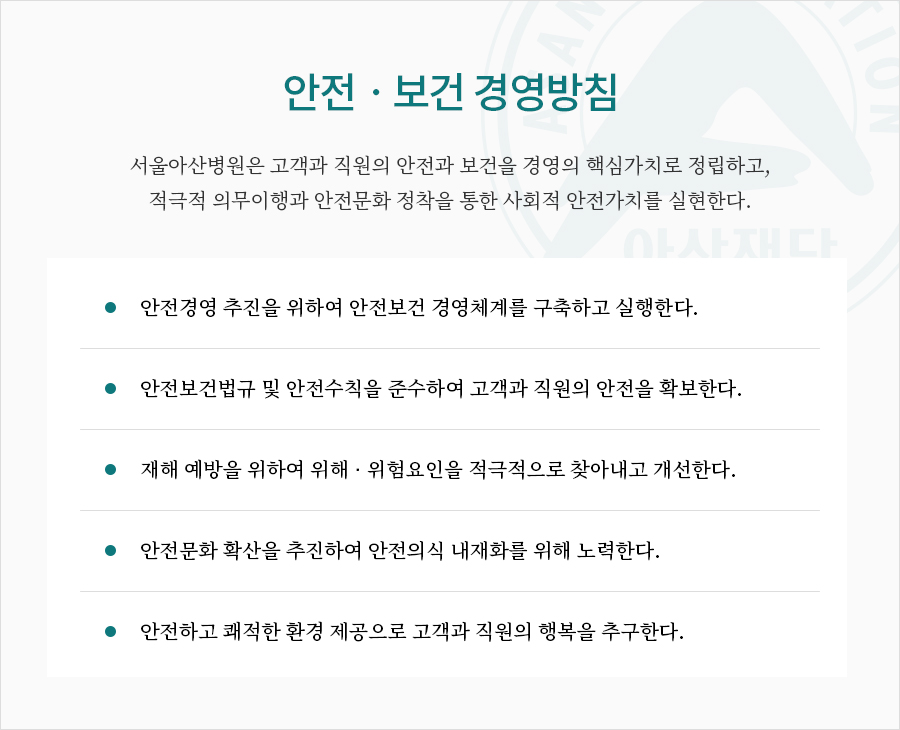 안전 · 보건 경영방침
서울아산병원은 고객과 직원의 안전과 보건을 경영의 핵심가치로 정립하고,
적극적 의무이행과 안전문화 정착을 통한 사회적 안전가치를 실현한다.
아산재단
안전경영 추진을 위하여 안전보건 경영체계를 구축하고 실행한다.
안전보건법규 및 안전수칙을 준수하여 고객과 직원의 안전을 확보한다.
재해 예방을 위하여 위해 · 위험요인을 적극적으로 찾아내고 개선한다.
안전문화 확산을 추진하여 안전의식 내재화를 위해 노력한다.
안전하고 쾌적한 환경 제공으로 고객과 직원의 행복을 추구한다.